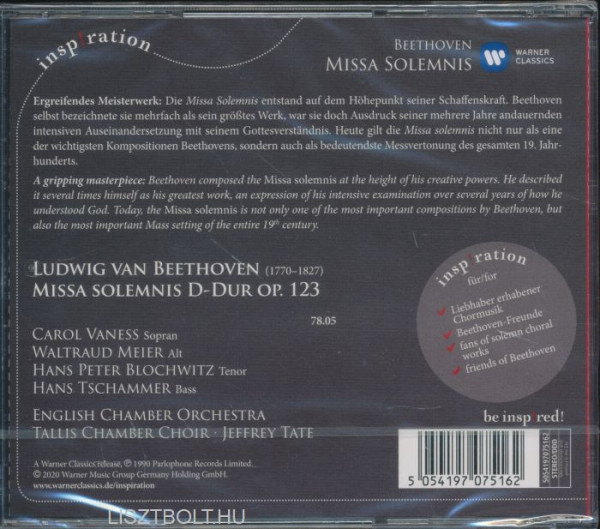 inspiration
BEETHOVEN
MISSA SOLEMNIS
WARNER
CLASSICS
Ergreifendes Meisterwerk: Die Missa Solemnis entstand auf dem Höhepunkt seiner Schaffenskraft. Beethoven
selbst bezeichnete sie mehrfach als sein größtes Werk, war sie doch Ausdruck seiner mehrere Jahre andauernden
intensiven Auseinandersetzung mit seinem Gottesverständnis. Heute gilt die Missa solemnis nicht nur als eine
der wichtigsten Kompositionen Beethovens, sondern auch als bedeutendste Messvertonung des gesamten 19. Jahr-
hunderts.
A gripping masterpiece: Beethoven composed the Missa solemnis at the height of his creative powers. He described
it several times himself as his greatest work, an expression of his intensive examination over several years of how he
understood God. Today, the Missa solemnis is not only one of the most important compositions by Beethoven, but
also the most important Mass setting of the entire 19th century.
LUDWIG VAN BEETHOVEN (1770–1827)
MISSA SOLEMNIS D-DUR OP. 123
78.05
CAROL VANESS Sopran
WALTRAUD MEIER Alt
HANS PETER BLOCHWITZ Tenor
HANS TSCHAMMER Bass
ENGLISH CHAMBER ORCHESTRA
TALLIS CHAMBER CHOIR · JEFFREY TATE
inspiration
für/for
Liebhaber erhabener
Chormusik
Beethoven-Freunde
fans of solemn choral
works
friends of Beethoven
be inspired!
A Warner Classics release, ℗ 1990 Parlophone Records Limited.
© 2020 Warner Music Group Germany Holding GmbH.
www.warnerclassics.de/inspiration
5 054197 075162
5054197075162
STEREO DDD
LISZTBOLT.HU